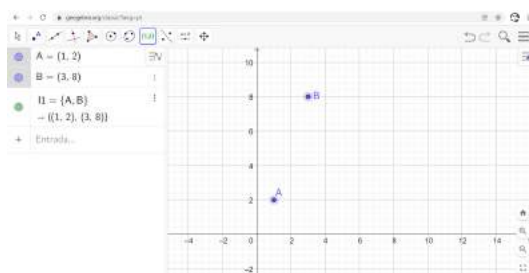 A = (1, 2)
B = (3, 8)
l1 = {A, B}
→ {(1, 2), (3, 8)}
+ Entrada...
10
8
6
4
2
0
-2
-4
-2
2
4
6
8
10
12
14
A
B